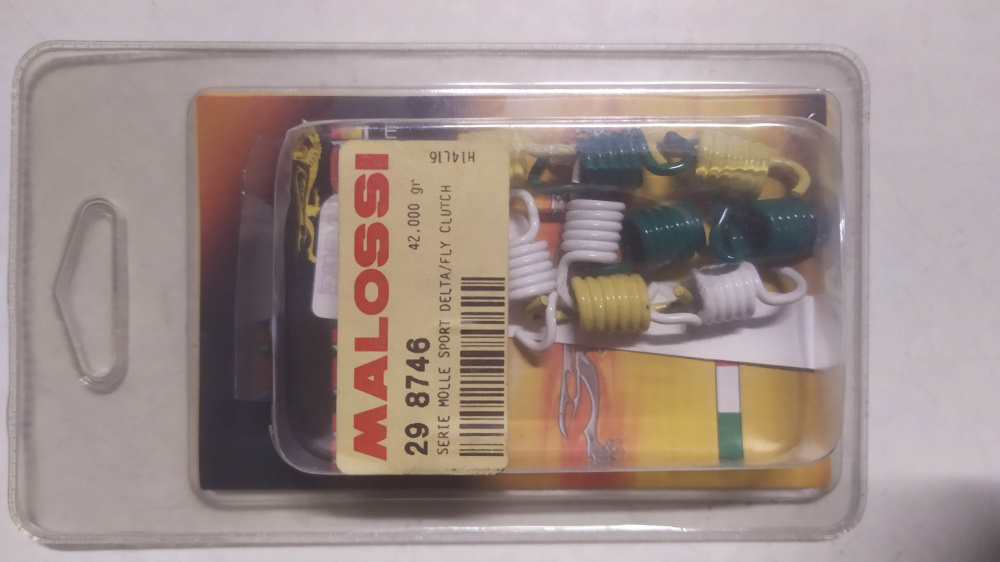 MALOSSI
42,000 gr
H14L16
29 8746
SERIE MOLLE SPORT DELTA/FLY CLUTCH